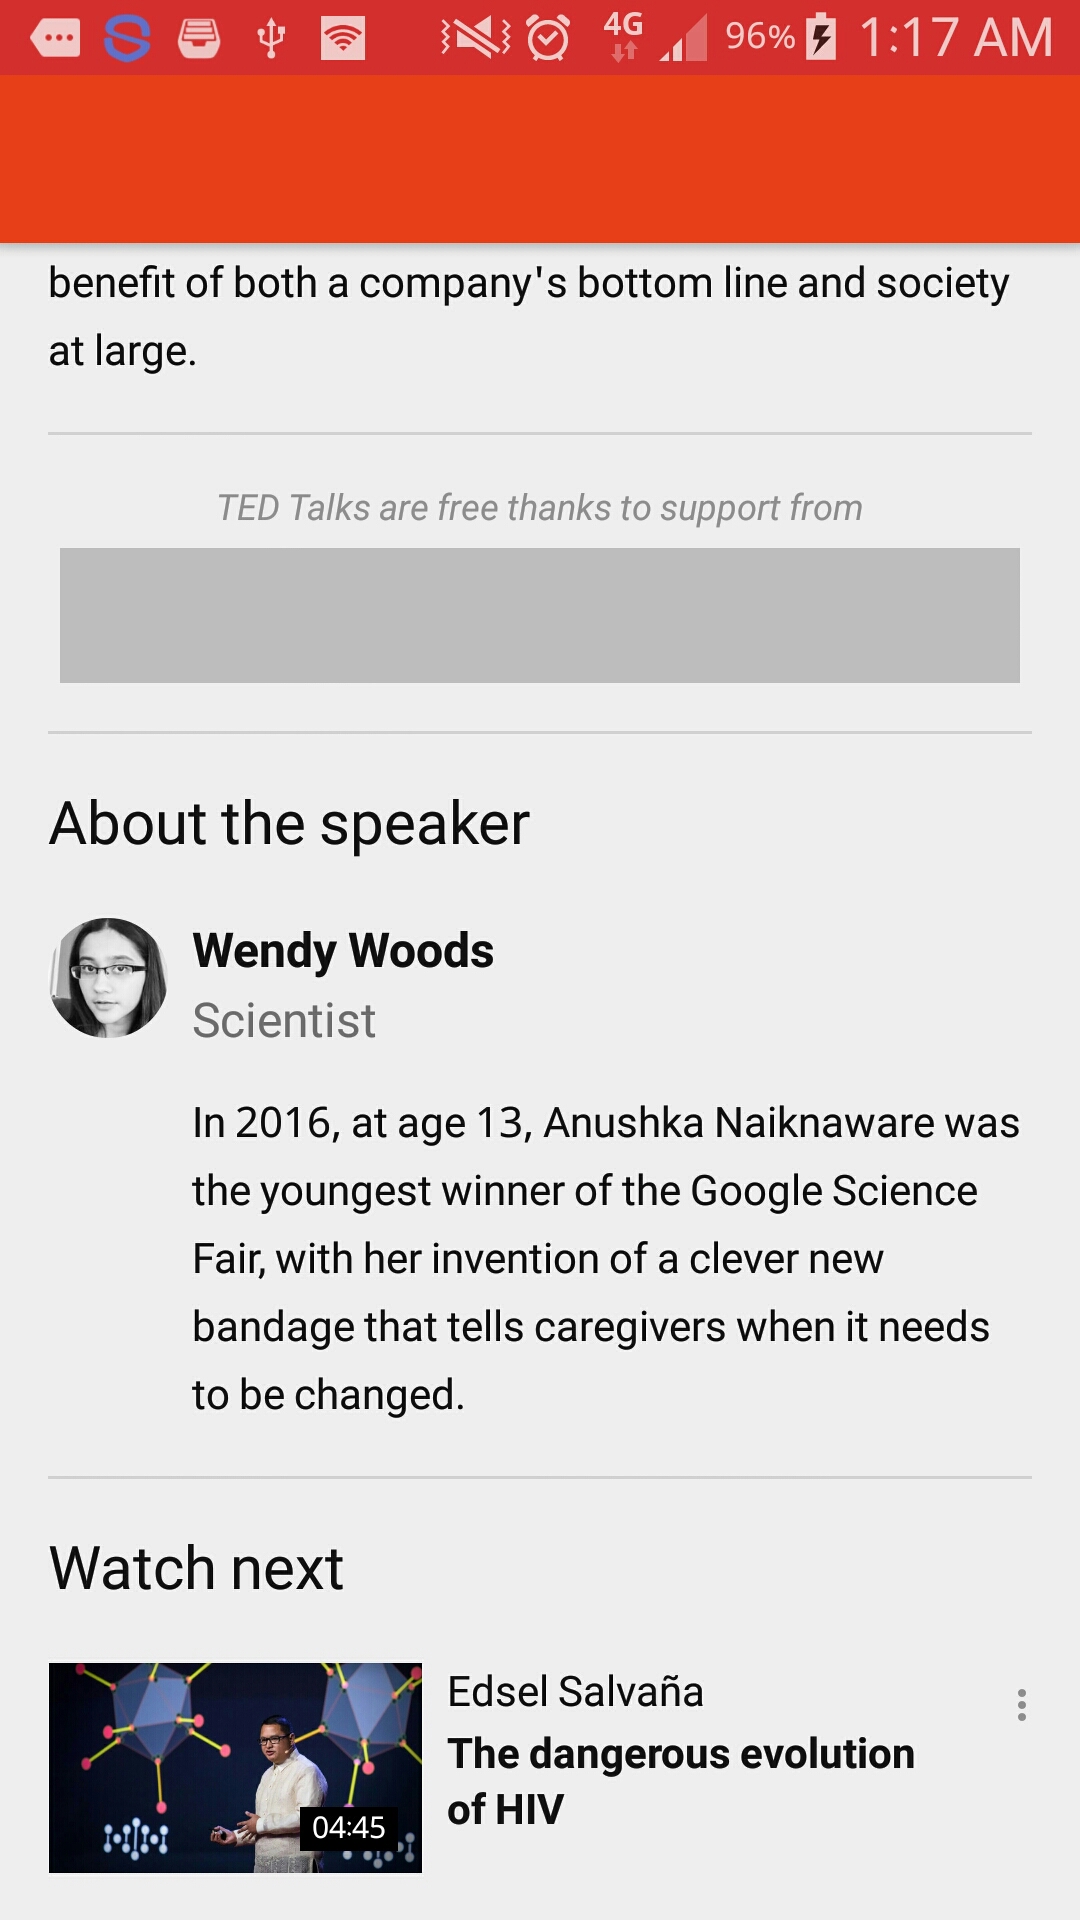 4G 96% 1:17 AM
benefit of both a company's bottom line and society
at large.
TED Talks are free thanks to support from
About the speaker
Wendy Woods
Scientist
In 2016, at age 13, Anushka Naiknaware was
the youngest winner of the Google Science
Fair, with her invention of a clever new
bandage that tells caregivers when it needs
to be changed.
Watch next
Edsel Salvaña
The dangerous evolution
of HIV
04:45